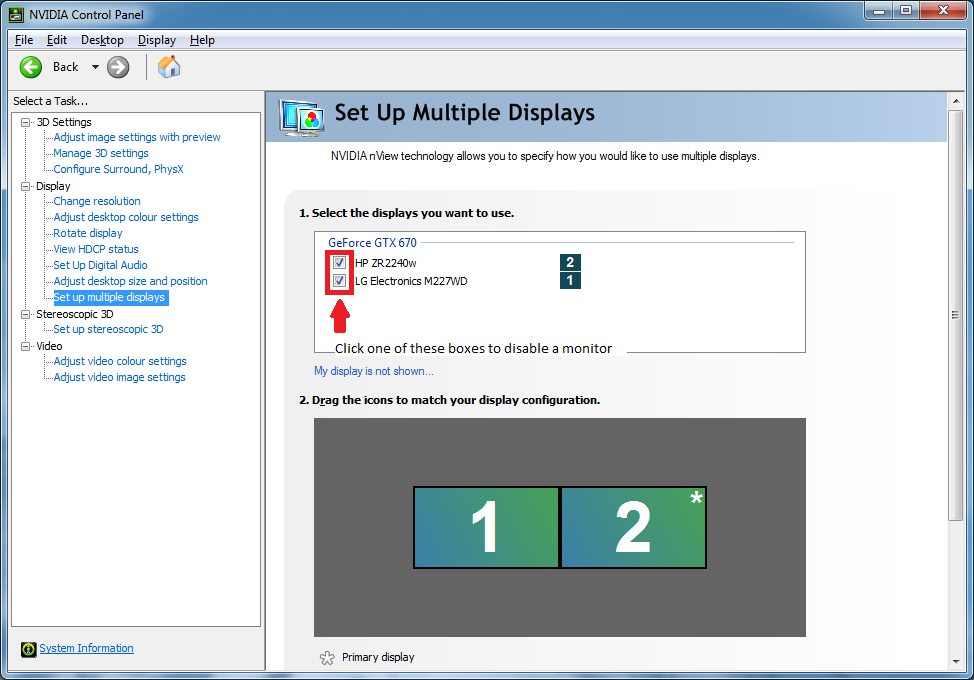 NVIDIA Control Panel
File Edit Desktop Display Help
Back
Select a Task...
3D Settings
Adjust image settings with preview
Manage 3D settings
Configure Surround, PhysX
Display
Change resolution
Adjust desktop colour settings
Rotate display
View HDCP status
Set Up Digital Audio
Adjust desktop size and position
Set up multiple displays
Stereoscopic 3D
Set up stereoscopic 3D
Video
Adjust video colour settings
Adjust video image settings
System Information
Set Up Multiple Displays
NVIDIA nView technology allows you to specify how you would like to use multiple displays.
1. Select the displays you want to use.
GeForce GTX 670
HP ZR2240w 2
LG Electronics M227WD 1
Click one of these boxes to disable a monitor
My display is not shown...
2. Drag the icons to match your display configuration.
1 2 *
Primary display